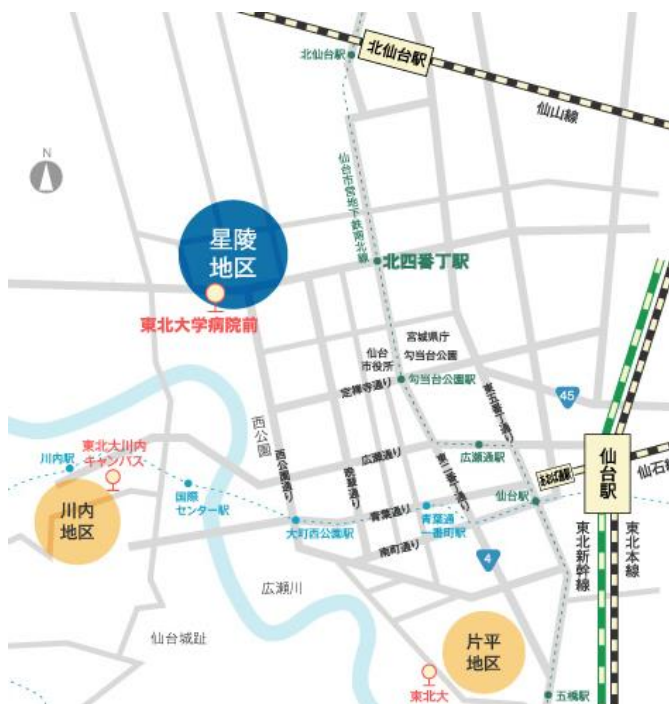 北仙台駅
北仙台駅
仙山線
N
仙台市営地下鉄南北線
星陵
地区
北四番丁駅
東北大学病院前
宮城県庁
勾当台公園
仙台
市役所
定禅寺通り
勾当台公園駅
東五番丁通り
45
西公園
西公園通り
晩翠通り
広瀬通り
東二番丁通り
広瀬通駅
あおば通駅
仙台駅
仙石線
東北大川内
キャンパス
川内駅
国際
センター駅
川内
地区
大町西公園駅
青葉通り
青葉通
一番町駅
仙台駅
南町通り
4
東北新幹線
東北本線
広瀬川
仙台城趾
片平
地区
東北大
五橋駅